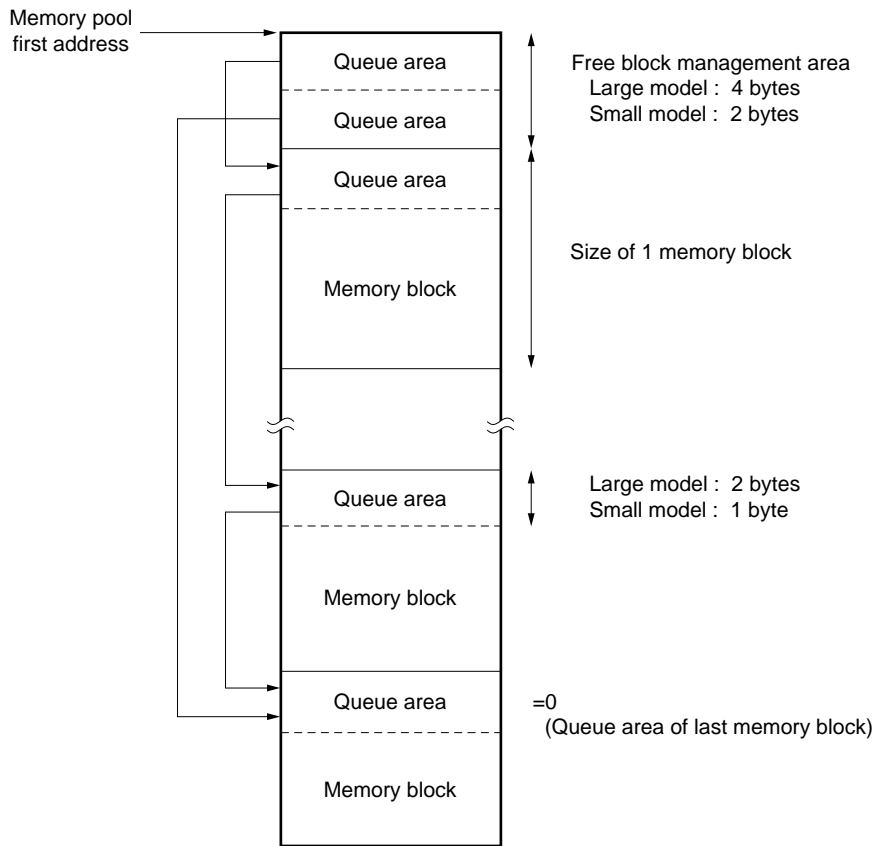 Memory pool
first address
Queue area
Free block management area
Large model :  4 bytes
Small model :  2 bytes
Queue area
Queue area
Size of 1 memory block
Memory block
Queue area
Large model :  2 bytes
Small model :  1 byte
Memory block
Queue area
=0
(Queue area of last memory block)
Memory block